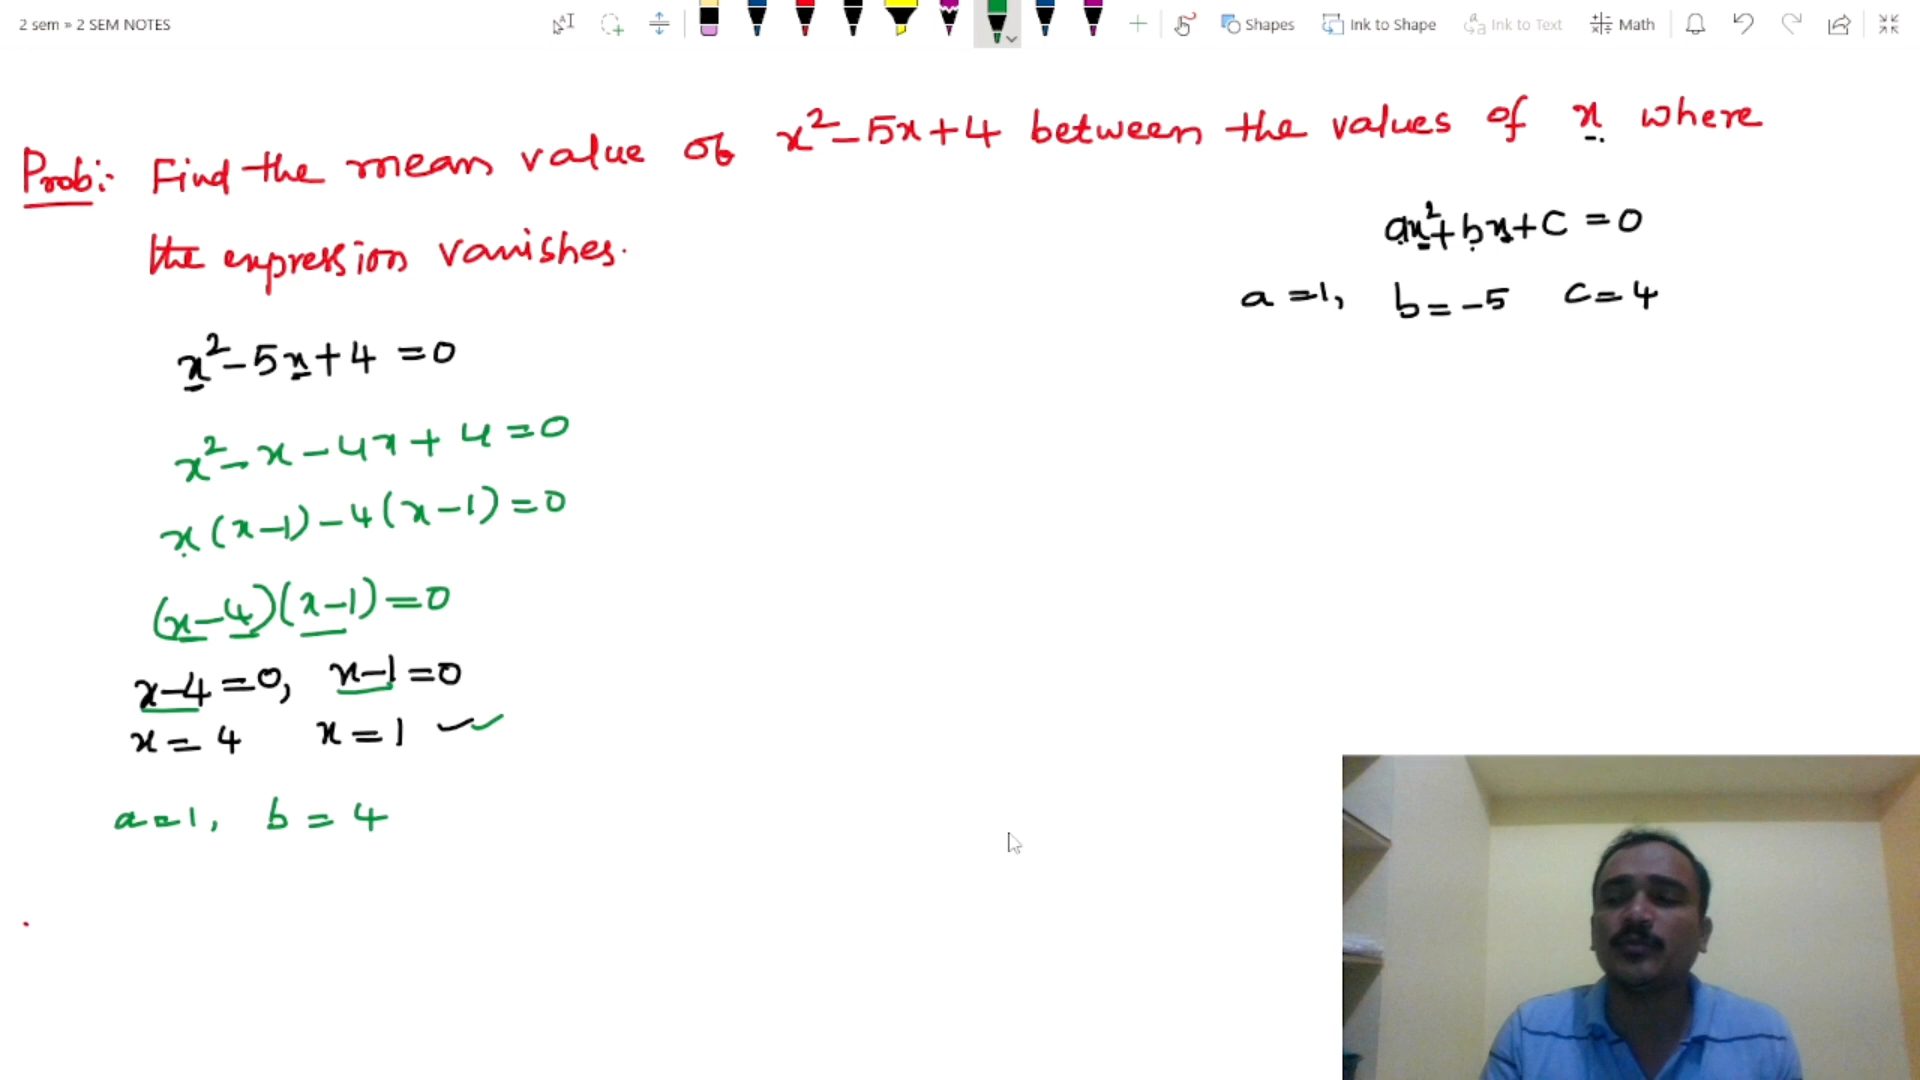 2 sem » 2 SEM NOTES
Shapes
Ink to Shape
Ink to Text
Math
Prob:- Find the mean value of x²-5x+4 between the values of x where
the expression vanishes.
ax²+bx+c=0
a=1, b=-5 c=4
x²-5x+4=0
x²-x-4x+4=0
x(x-1)-4(x-1)=0
(x-4)(x-1)=0
x-4=0, x-1=0
x=4 x=1
a=1, b=4